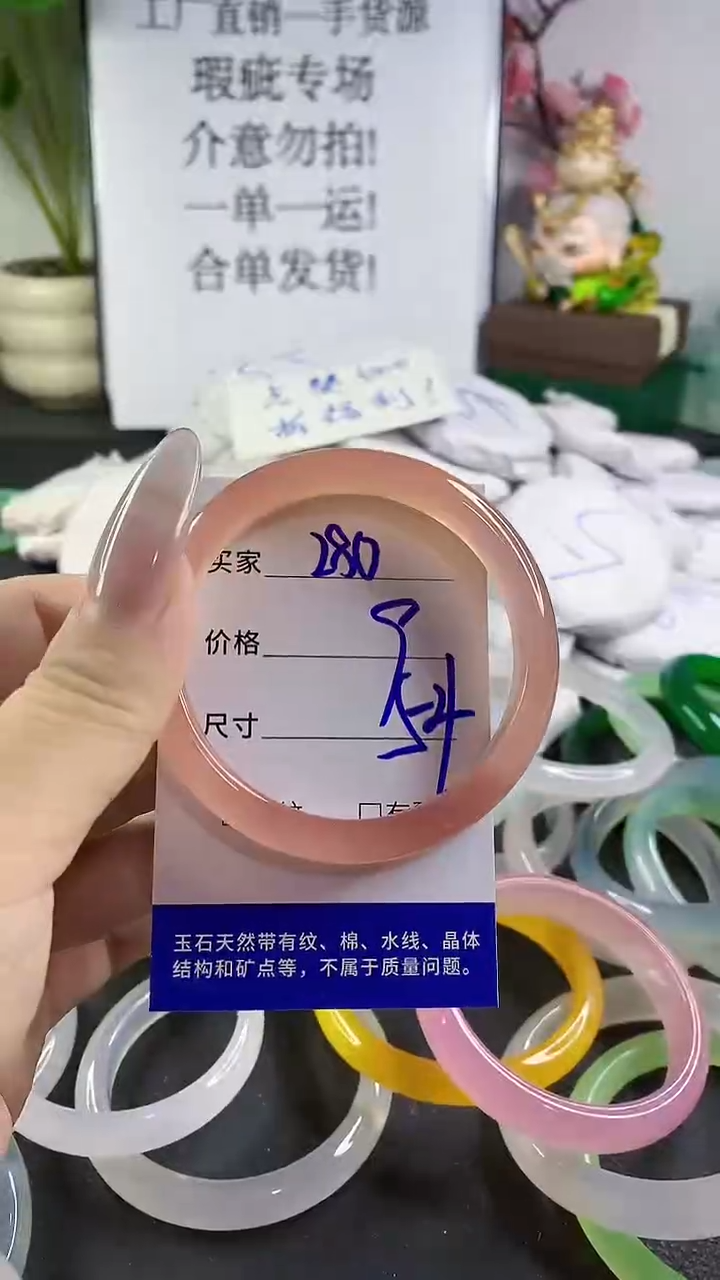 工厂直销一手货源
瑕疵专场
介意勿拍!
一单一运!
合单发货!
买家 280
价格
尺寸 54
玉石天然带有纹、棉、水线、晶体
结构和矿点等，不属于质量问题。